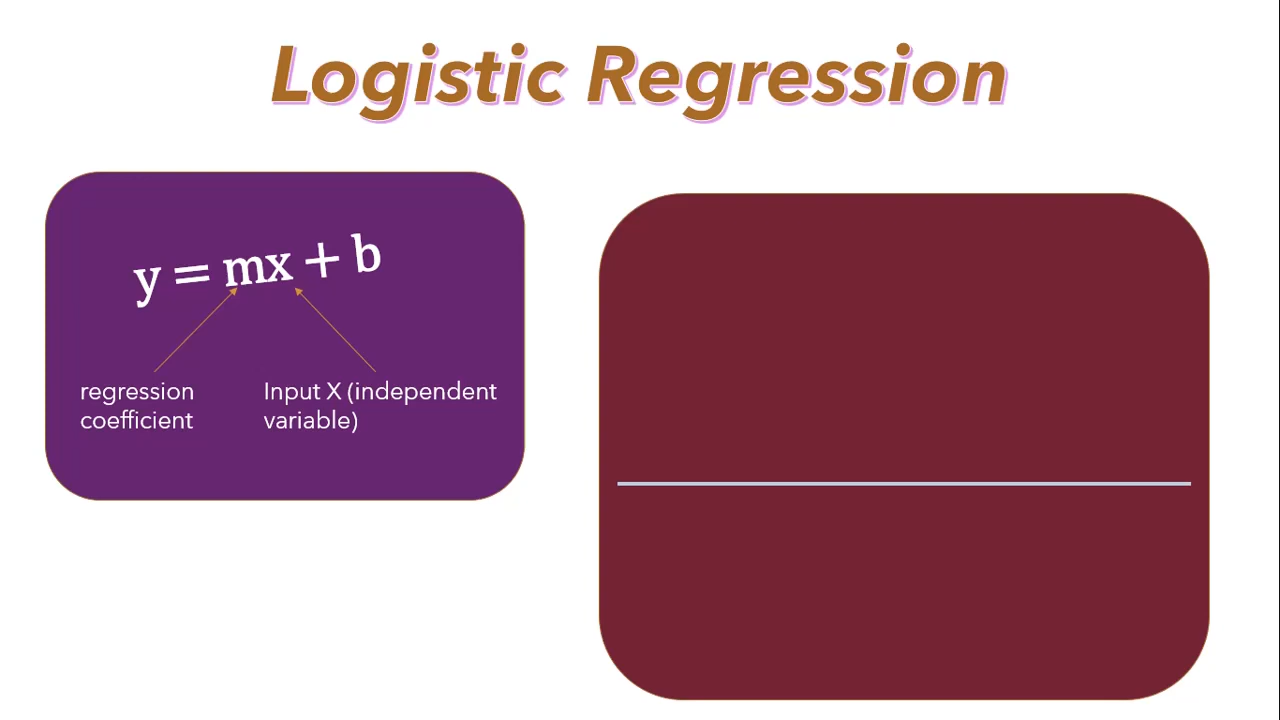 Logistic Regression
y = mx + b
regression
coefficient
Input X (independent
variable)